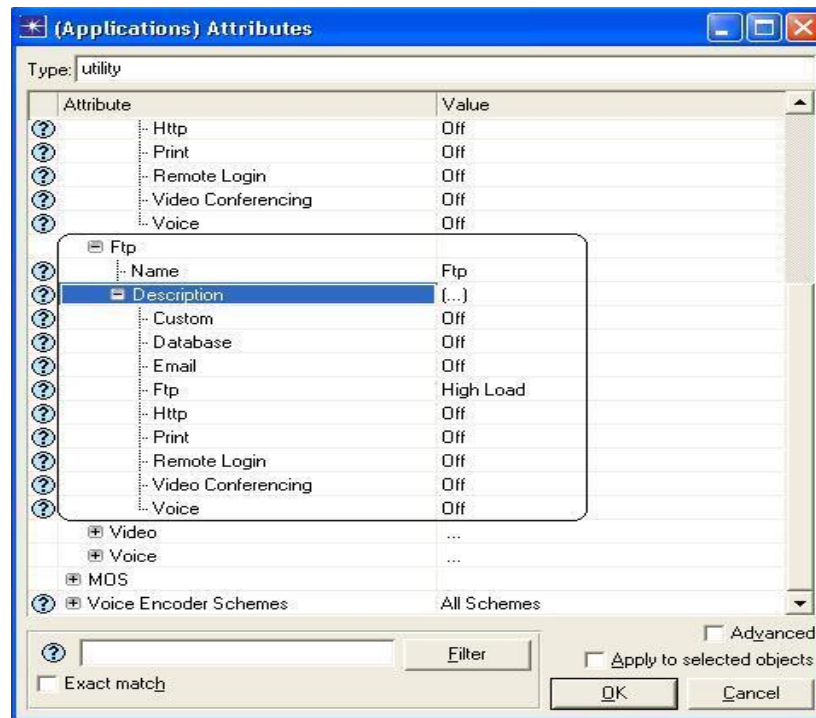 (Applications) Attributes
Type: utility
Attribute Value
Http Off
Print Off
Remote Login Off
Video Conferencing Off
Voice Off
Ftp
Name Ftp
Description (...)
Custom Off
Database Off
Email Off
Ftp High Load
Http Off
Print Off
Remote Login Off
Video Conferencing Off
Voice Off
Video ...
Voice ...
MOS
Voice Encoder Schemes All Schemes
Advanced
Filter
Apply to selected objects
Exact match
OK Cancel